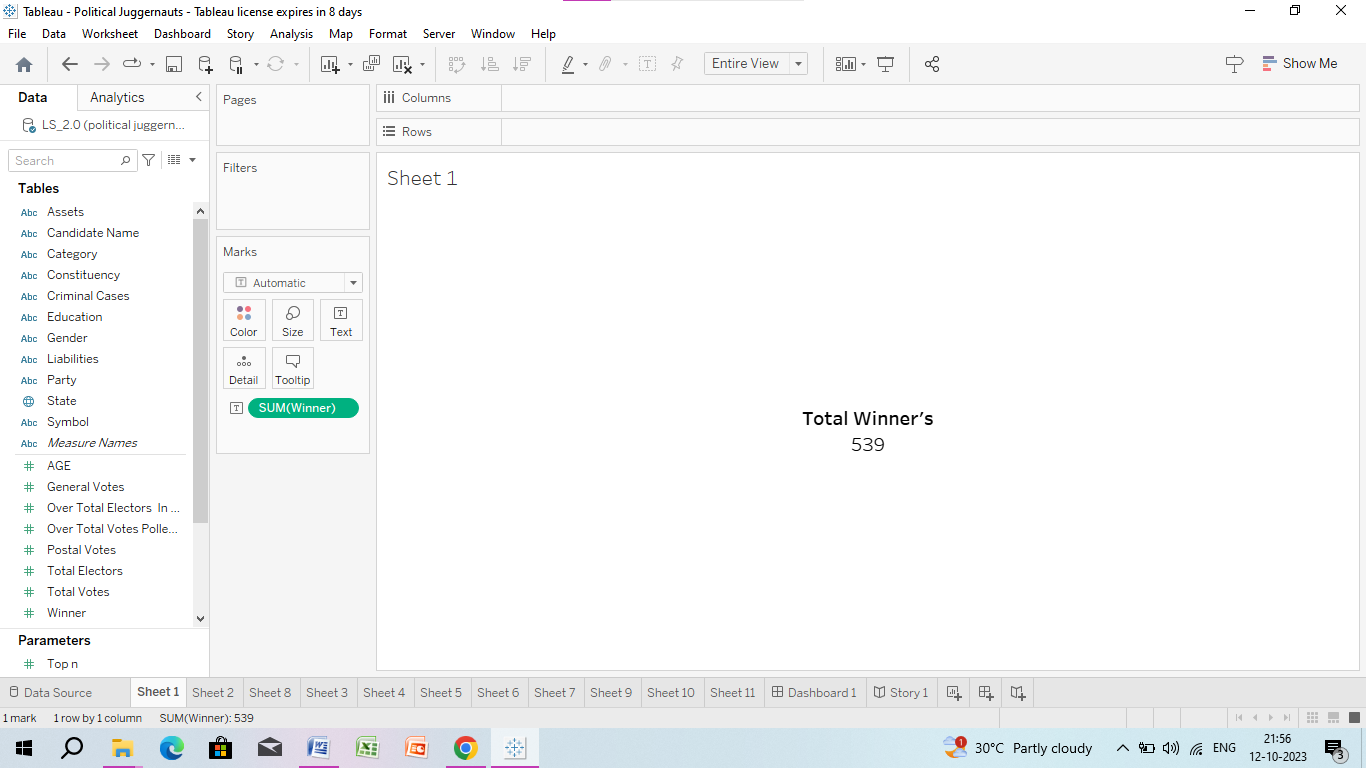 Tableau - Political Juggernauts - Tableau license expires in 8 days
File Data Worksheet Dashboard Story Analysis Map Format Server Window Help
Entire View
Show Me
Data Analytics
LS_2.0 (political juggern...
Search
Tables
Abc Assets
Abc Candidate Name
Abc Category
Abc Constituency
Abc Criminal Cases
Abc Education
Abc Gender
Abc Liabilities
Abc Party
State
Abc Symbol
Abc Measure Names
# AGE
# General Votes
# Over Total Electors In ...
# Over Total Votes Polle...
# Postal Votes
# Total Electors
# Total Votes
# Winner
Parameters
# Top n
Pages
Filters
Marks
T Automatic
Color Size T Text
Detail Tooltip
T SUM(Winner)
Columns
Rows
Sheet 1
Total Winner’s
539
Data Source Sheet 1 Sheet 2 Sheet 8 Sheet 3 Sheet 4 Sheet 5 Sheet 6 Sheet 7 Sheet 9 Sheet 10 Sheet 11 Dashboard 1 Story 1
1 mark 1 row by 1 column SUM(Winner): 539
1 30°C Partly cloudy ENG 21:56
12-10-2023 3